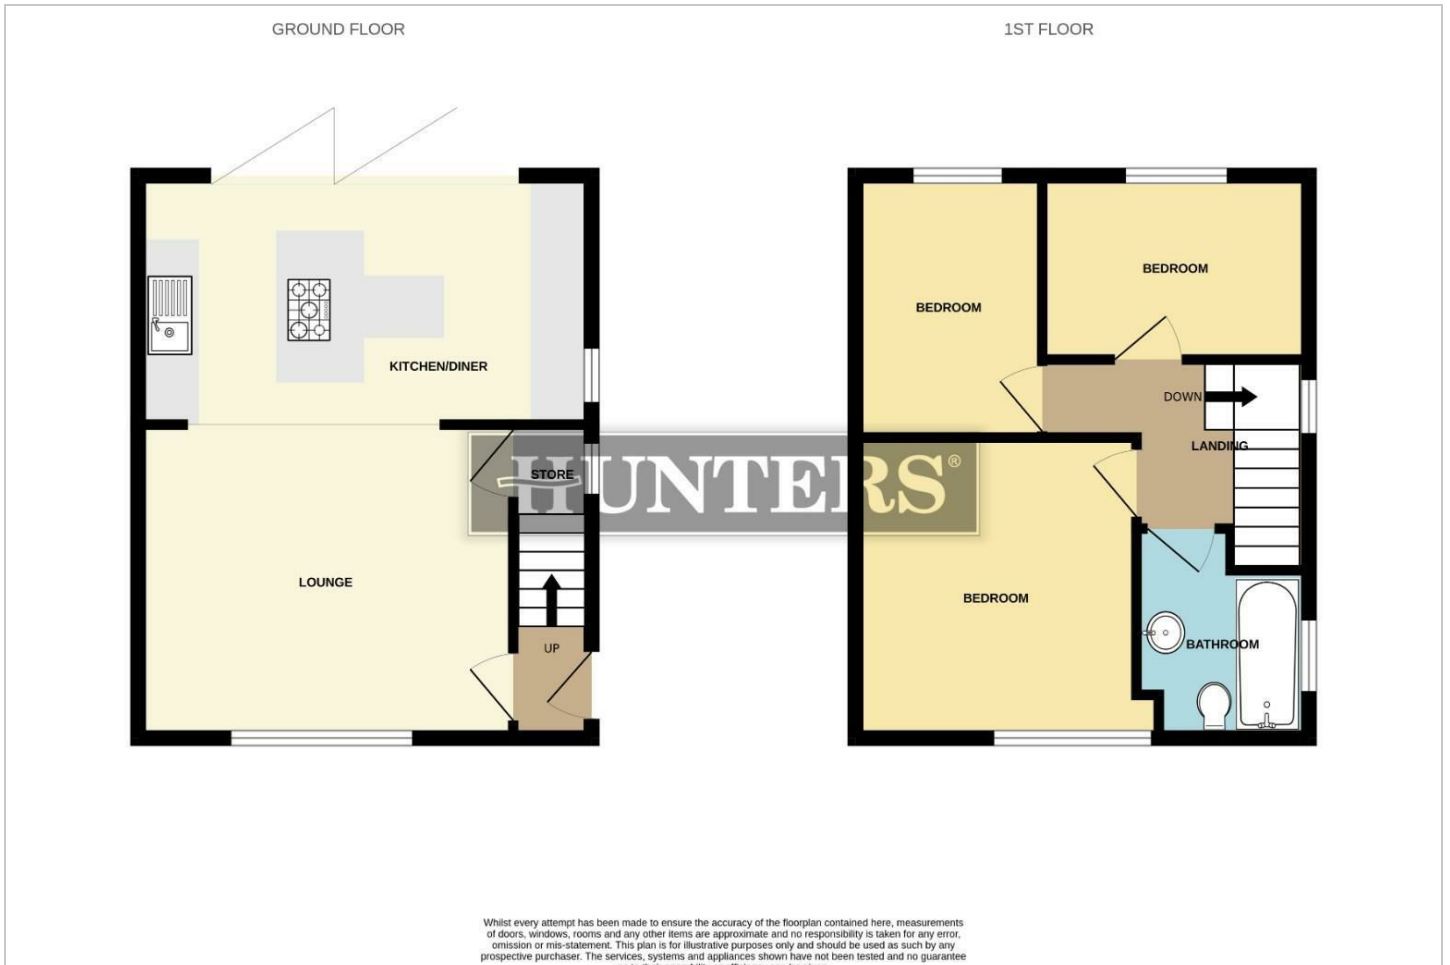 GROUND FLOOR
1ST FLOOR
BEDROOM
BEDROOM
KITCHEN/DINER
DOWN
LANDING
STORE
HUNTERS®
LOUNGE
BEDROOM
UP
BATHROOM
Whilst every attempt has been made to ensure the accuracy of the floorplan contained here, measurements
of doors, windows, rooms and any other items are approximate and no responsibility is taken for any error,
omission or mis-statement. This plan is for illustrative purposes only and should be used as such by any
prospective purchaser. The services, systems and appliances shown have not been tested and no guarantee